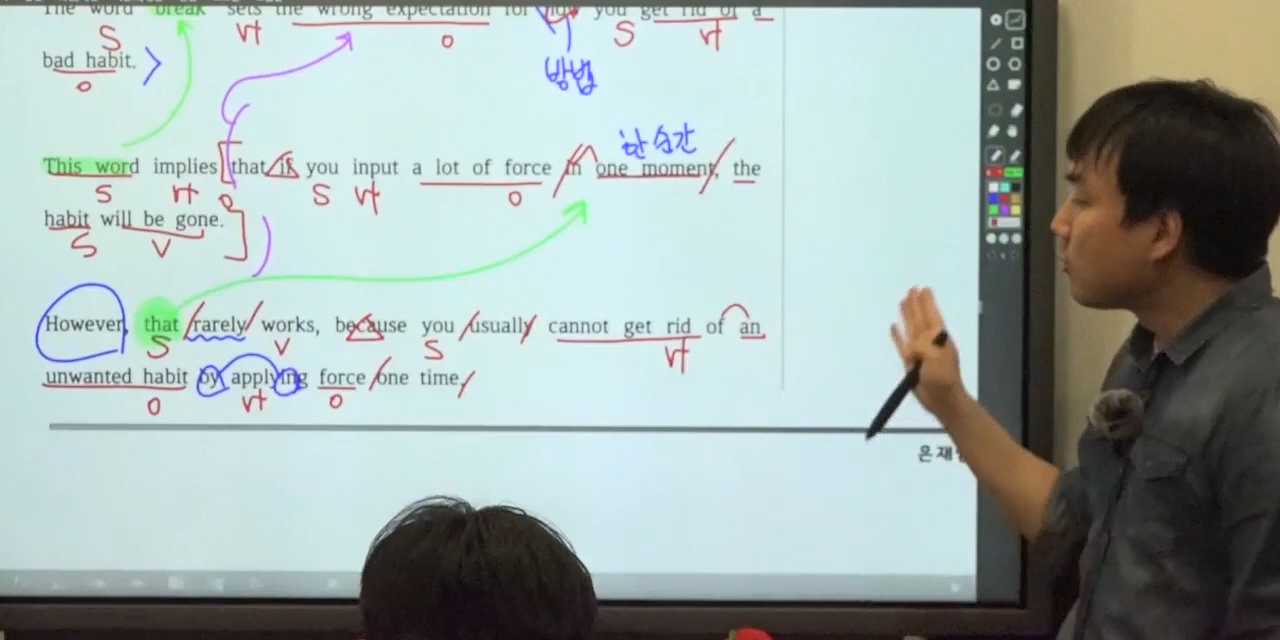 The word break sets the wrong expectation for how you get rid of a
S vt o S vt
bad habit.
o 방법
한 순간
This word implies that if you input a lot of force in one moment, the
S vt o S vt o
habit will be gone.
S V
However, that rarely works, because you usually cannot get rid of an
S V S vt
unwanted habit by applying force one time,
o vt o
은재